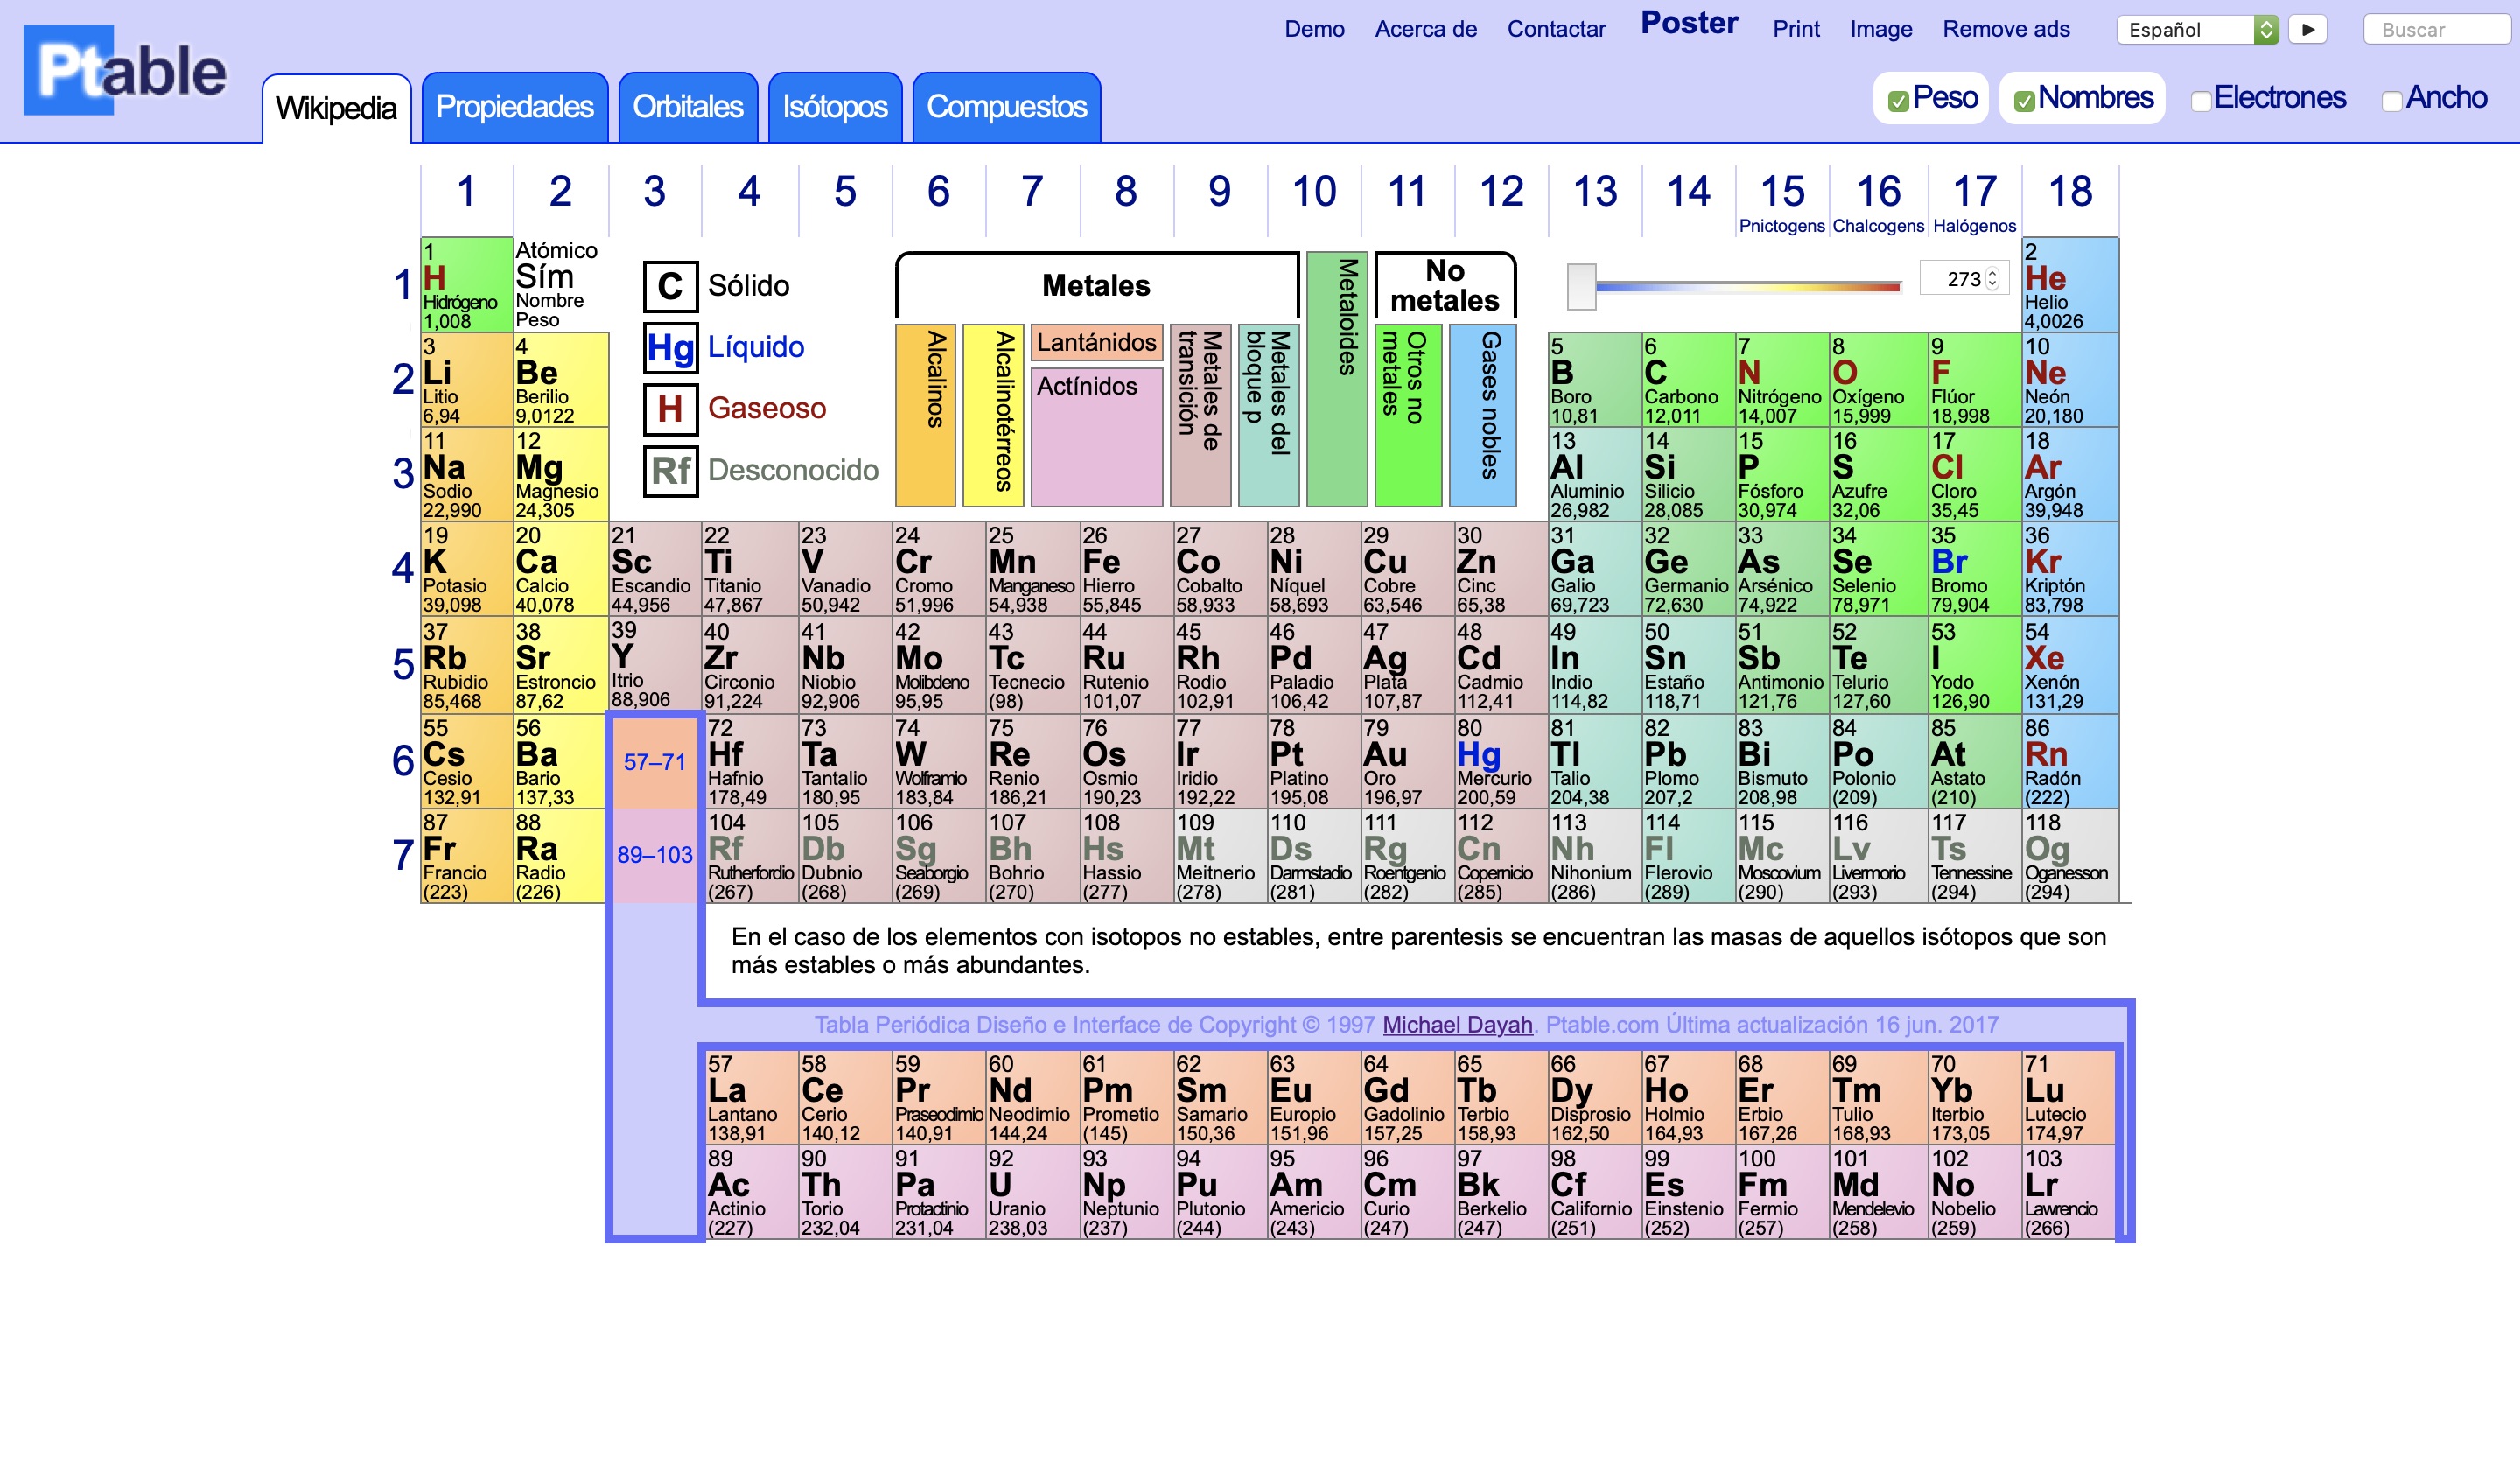 Demo Acerca de Contactar Poster Print Image Remove ads Español Buscar
Ptable
Wikipedia Propiedades Orbitales Isótopos Compuestos
Peso Nombres Electrones Ancho
1 2 3 4 5 6 7 8 9 10 11 12 13 14 15 16 17 18
Pnictogens Chalcogens Halógenos
1
1 H Hidrógeno 1,008
Atómico Sím Nombre Peso
C Sólido
Hg Líquido
H Gaseoso
Rf Desconocido
Metales
Alcalinos
Alcalinotérreos
Lantánidos
Actínidos
Metales de transición
Metales del bloque p
Metaloides
No metales
Otros no metales
Gases nobles
273
2 He Helio 4,0026
2
3 Li Litio 6,94
4 Be Berilio 9,0122
5 B Boro 10,81
6 C Carbono 12,011
7 N Nitrógeno 14,007
8 O Oxígeno 15,999
9 F Flúor 18,998
10 Ne Neón 20,180
3
11 Na Sodio 22,990
12 Mg Magnesio 24,305
13 Al Aluminio 26,982
14 Si Silicio 28,085
15 P Fósforo 30,974
16 S Azufre 32,06
17 Cl Cloro 35,45
18 Ar Argón 39,948
4
19 K Potasio 39,098
20 Ca Calcio 40,078
21 Sc Escandio 44,956
22 Ti Titanio 47,867
23 V Vanadio 50,942
24 Cr Cromo 51,996
25 Mn Manganeso 54,938
26 Fe Hierro 55,845
27 Co Cobalto 58,933
28 Ni Níquel 58,693
29 Cu Cobre 63,546
30 Zn Cinc 65,38
31 Ga Galio 69,723
32 Ge Germanio 72,630
33 As Arsénico 74,922
34 Se Selenio 78,971
35 Br Bromo 79,904
36 Kr Kriptón 83,798
5
37 Rb Rubidio 85,468
38 Sr Estroncio 87,62
39 Y Itrio 88,906
40 Zr Circonio 91,224
41 Nb Niobio 92,906
42 Mo Molibdeno 95,95
43 Tc Tecnecio (98)
44 Ru Rutenio 101,07
45 Rh Rodio 102,91
46 Pd Paladio 106,42
47 Ag Plata 107,87
48 Cd Cadmio 112,41
49 In Indio 114,82
50 Sn Estaño 118,71
51 Sb Antimonio 121,76
52 Te Telurio 127,60
53 I Yodo 126,90
54 Xe Xenón 131,29
6
55 Cs Cesio 132,91
56 Ba Bario 137,33
57–71
72 Hf Hafnio 178,49
73 Ta Tantalio 180,95
74 W Wolframio 183,84
75 Re Renio 186,21
76 Os Osmio 190,23
77 Ir Iridio 192,22
78 Pt Platino 195,08
79 Au Oro 196,97
80 Hg Mercurio 200,59
81 Tl Talio 204,38
82 Pb Plomo 207,2
83 Bi Bismuto 208,98
84 Po Polonio (209)
85 At Astato (210)
86 Rn Radón (222)
7
87 Fr Francio (223)
88 Ra Radio (226)
89–103
104 Rf Rutherfordio (267)
105 Db Dubnio (268)
106 Sg Seaborgio (269)
107 Bh Bohrio (270)
108 Hs Hassio (277)
109 Mt Meitnerio (278)
110 Ds Darmstadio (281)
111 Rg Roentgenio (282)
112 Cn Copernicio (285)
113 Nh Nihonium (286)
114 Fl Flerovio (289)
115 Mc Moscovium (290)
116 Lv Livermorio (293)
117 Ts Tennessine (294)
118 Og Oganesson (294)
En el caso de los elementos con isotopos no estables, entre parentesis se encuentran las masas de aquellos isótopos que son
más estables o más abundantes.
Tabla Periódica Diseño e Interface de Copyright © 1997 Michael Dayah. Ptable.com Última actualización 16 jun. 2017
57 La Lantano 138,91
58 Ce Cerio 140,12
59 Pr Praseodimio 140,91
60 Nd Neodimio 144,24
61 Pm Prometio (145)
62 Sm Samario 150,36
63 Eu Europio 151,96
64 Gd Gadolinio 157,25
65 Tb Terbio 158,93
66 Dy Disprosio 162,50
67 Ho Holmio 164,93
68 Er Erbio 167,26
69 Tm Tulio 168,93
70 Yb Iterbio 173,05
71 Lu Lutecio 174,97
89 Ac Actinio (227)
90 Th Torio 232,04
91 Pa Protactinio 231,04
92 U Uranio 238,03
93 Np Neptunio (237)
94 Pu Plutonio (244)
95 Am Americio (243)
96 Cm Curio (247)
97 Bk Berkelio (247)
98 Cf Californio (251)
99 Es Einstenio (252)
100 Fm Fermio (257)
101 Md Mendelevio (258)
102 No Nobelio (259)
103 Lr Lawrencio (266)